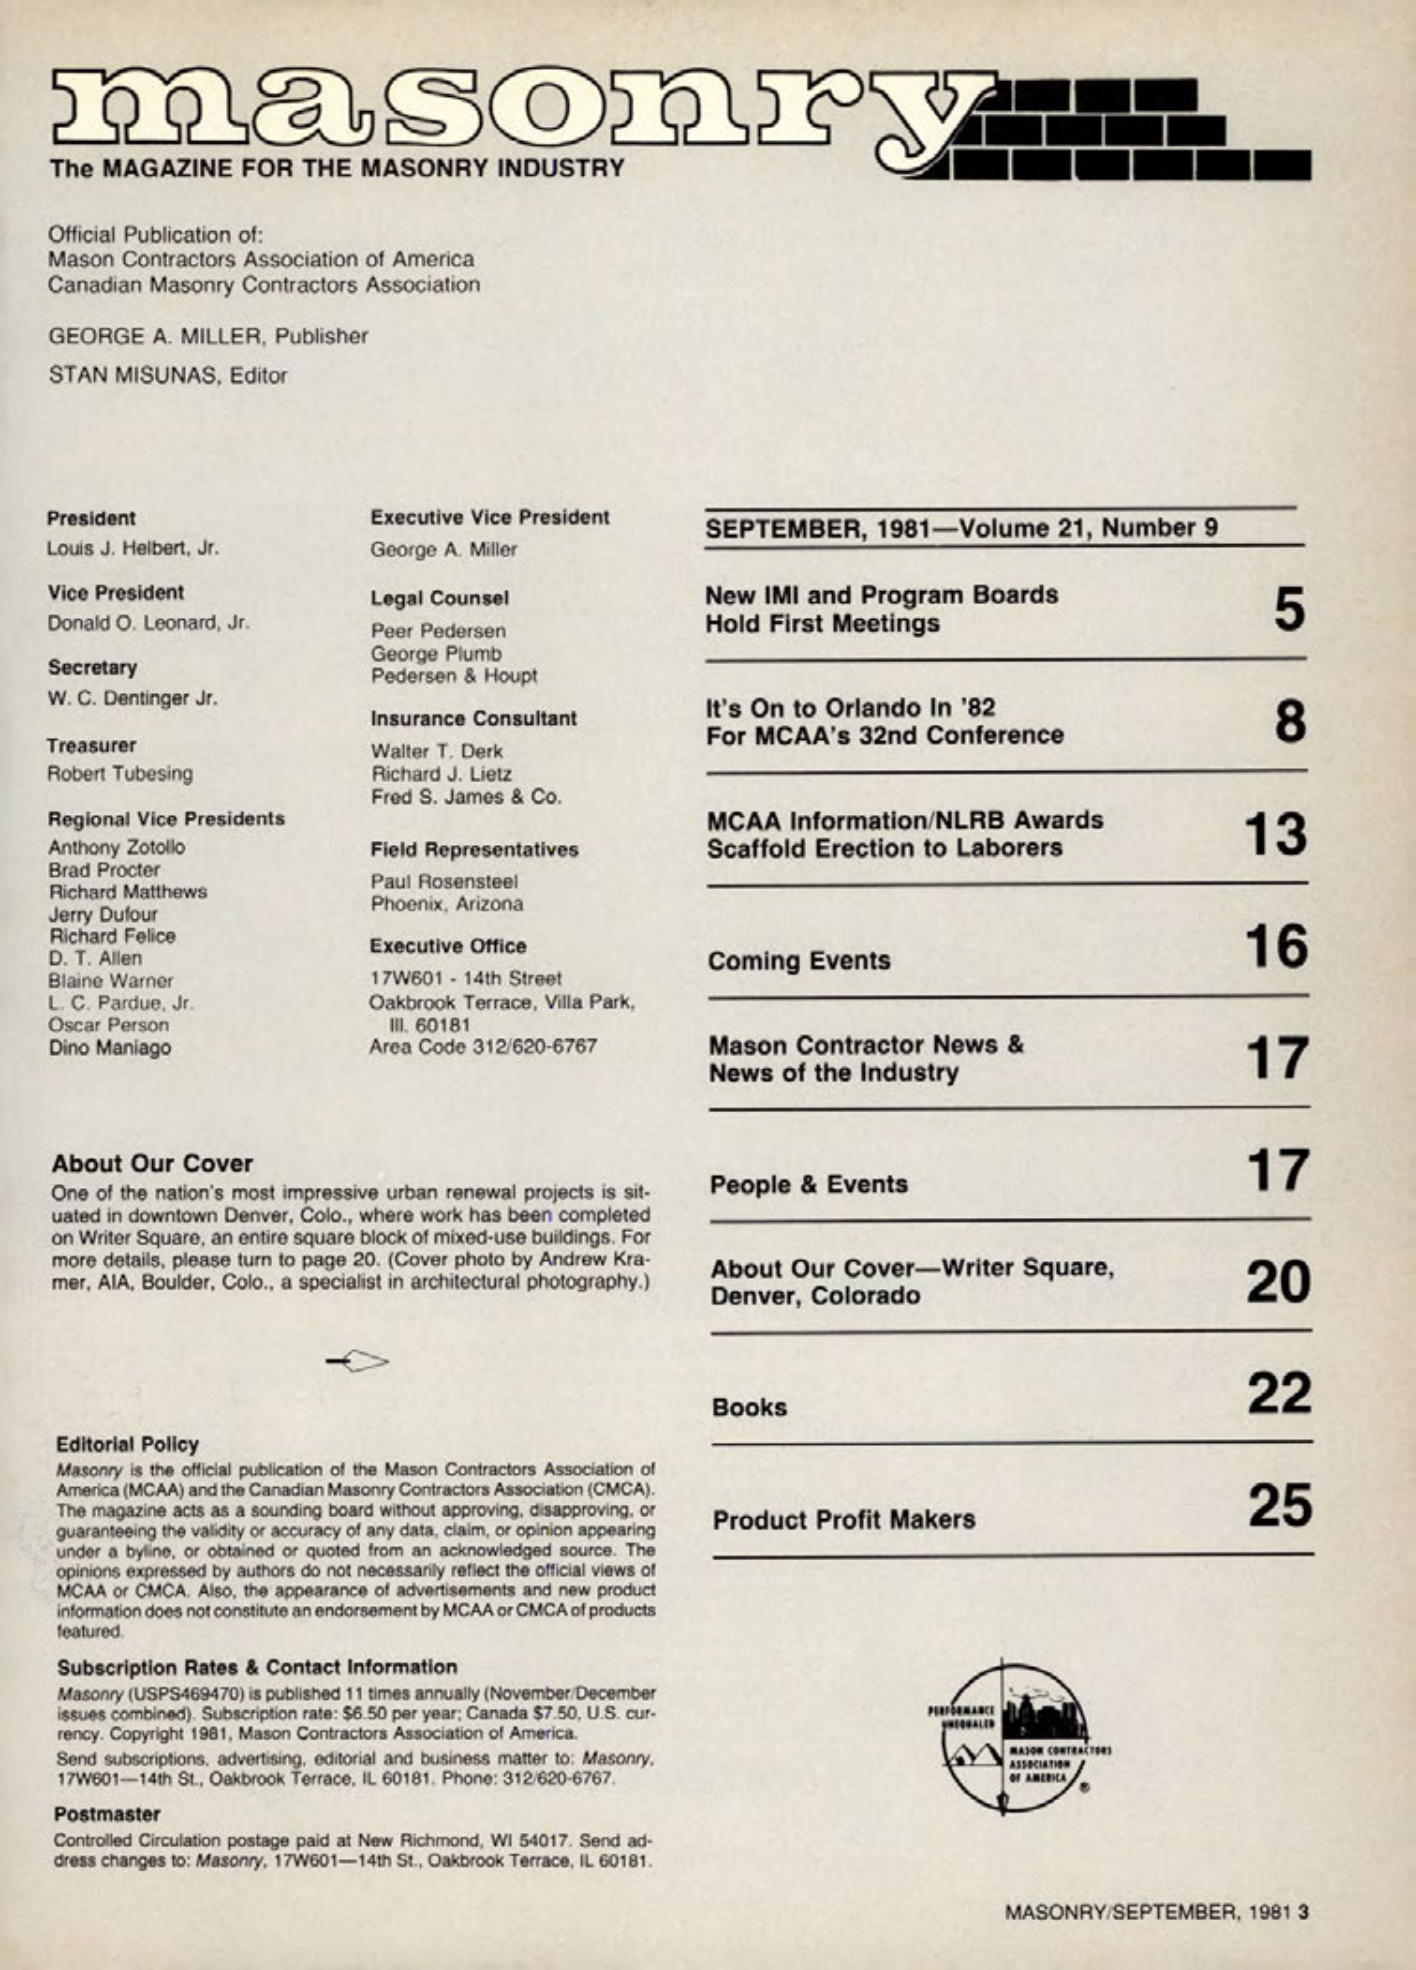 masonry
The MAGAZINE FOR THE MASONRY INDUSTRY
Official Publication of:
Mason Contractors Association of America
Canadian Masonry Contractors Association
GEORGE A. MILLER, Publisher
STAN MISUNAS, Editor
President
Louis J. Helbert, Jr.
Vice President
Donald O. Leonard, Jr.
Secretary
W. C. Dentinger Jr.
Treasurer
Robert Tubesing
Regional Vice Presidents
Anthony Zotollo
Brad Procter
Richard Matthews
Jerry Dufour
Richard Felice
D. T. Allen
Blaine Warner
L. C. Pardue, Jr.
Oscar Person
Dino Maniago
Executive Vice President
George A. Miller
Legal Counsel
Peer Pedersen
George Plumb
Pedersen & Houpt
Insurance Consultant
Walter T. Derk
Richard J. Lietz
Fred S. James & Co.
Field Representatives
Paul Rosensteel
Phoenix, Arizona
Executive Office
17W601 - 14th Street
Oakbrook Terrace, Villa Park,
Ill. 60181
Area Code 312/620-6767
About Our Cover
One of the nation's most impressive urban renewal projects is sit-
uated in downtown Denver, Colo., where work has been completed
on Writer Square, an entire square block of mixed-use buildings. For
more details, please turn to page 20. (Cover photo by Andrew Kra-
mer, AIA, Boulder, Colo., a specialist in architectural photography.)
Editorial Policy
Masonry is the official publication of the Mason Contractors Association of
America (MCAA) and the Canadian Masonry Contractors Association (CMCA).
The magazine acts as a sounding board without approving, disapproving, or
guaranteeing the validity or accuracy of any data, claim, or opinion appearing
under a byline, or obtained or quoted from an acknowledged source. The
opinions expressed by authors do not necessarily reflect the official views of
MCAA or CMCA. Also, the appearance of advertisements and new product
information does not constitute an endorsement by MCAA or CMCA of products
featured.
Subscription Rates & Contact Information
Masonry (USPS469470) is published 11 times annually (November/December
issues combined). Subscription rate: $6.50 per year; Canada $7.50, U.S. cur-
rency. Copyright 1981, Mason Contractors Association of America.
Send subscriptions, advertising, editorial and business matter to: Masonry,
17W601—14th St., Oakbrook Terrace, IL 60181. Phone: 312/620-6767.
Postmaster
Controlled Circulation postage paid at New Richmond, WI 54017. Send ad-
dress changes to: Masonry, 17W601—14th St., Oakbrook Terrace, IL 60181.
SEPTEMBER, 1981—Volume 21, Number 9
New IMI and Program Boards
Hold First Meetings 5
It's On to Orlando In '82
For MCAA's 32nd Conference 8
MCAA Information/NLRB Awards
Scaffold Erection to Laborers 13
Coming Events 16
Mason Contractor News &
News of the Industry 17
People & Events 17
About Our Cover—Writer Square,
Denver, Colorado 20
Books 22
Product Profit Makers 25
PERFORMANCE
UNEQUALED
MASON CONTRACTORS
ASSOCIATION
OF AMERICA
®
MASONRY/SEPTEMBER, 1981 3